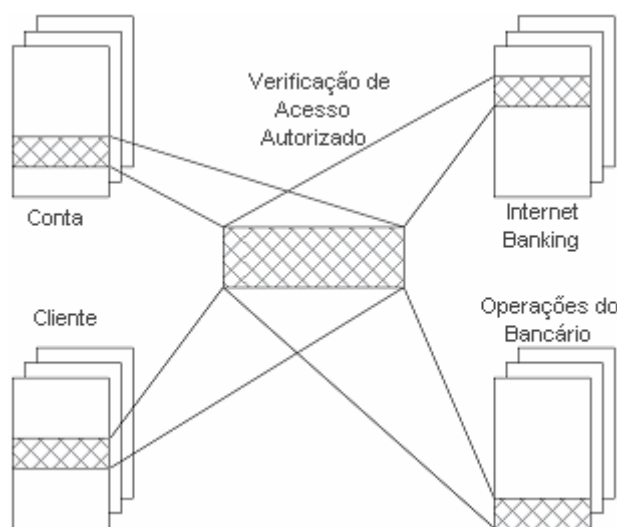 Verificação de
Acesso
Autorizado
Conta
Internet
Banking
Cliente
Operações do
Bancário